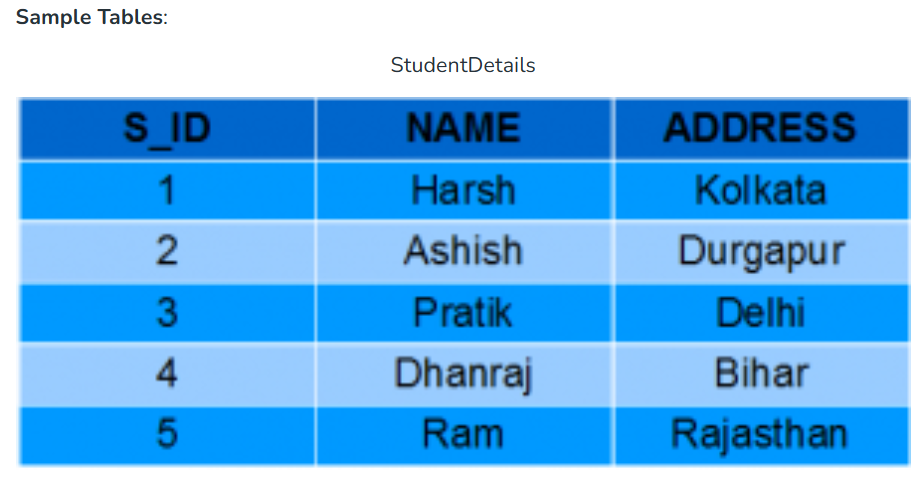 Sample Tables:
StudentDetails
S_ID NAME ADDRESS
1 Harsh Kolkata
2 Ashish Durgapur
3 Pratik Delhi
4 Dhanraj Bihar
5 Ram Rajasthan